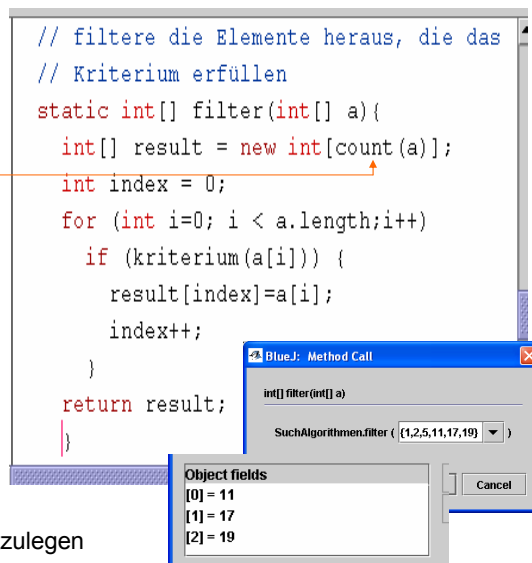 // filtere die Elemente heraus, die das
// Kriterium erfüllen
static int[] filter(int[] a){
int[] result = new int[count(a)];
int index = 0;
for (int i=0; i < a.length;i++)
if (kriterium(a[i])) {
result[index]=a[i];
index++;
}
return result;
}
BlueJ: Method Call
int[] filter(int[] a)
SuchAlgorithmen.filter ( {1,2,5,11,17,19} )
Cancel
Object fields
[0] = 11
[1] = 17
[2] = 19
zulegen